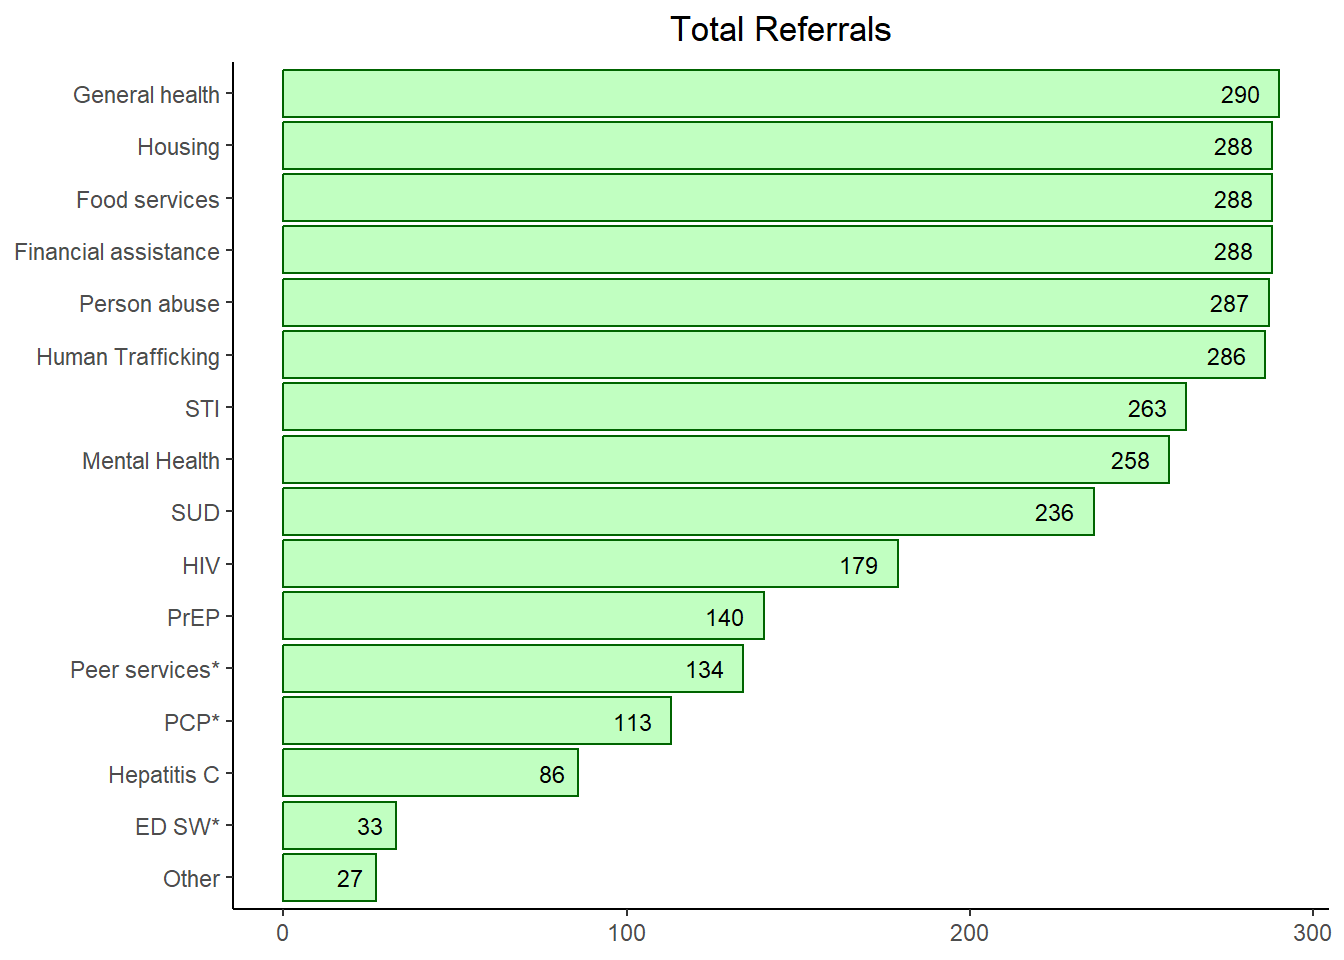 Total Referrals
General health 290
Housing 288
Food services 288
Financial assistance 288
Person abuse 287
Human Trafficking 286
STI 263
Mental Health 258
SUD 236
HIV 179
PrEP 140
Peer services* 134
PCP* 113
Hepatitis C 86
ED SW* 33
Other 27
0 100 200 300